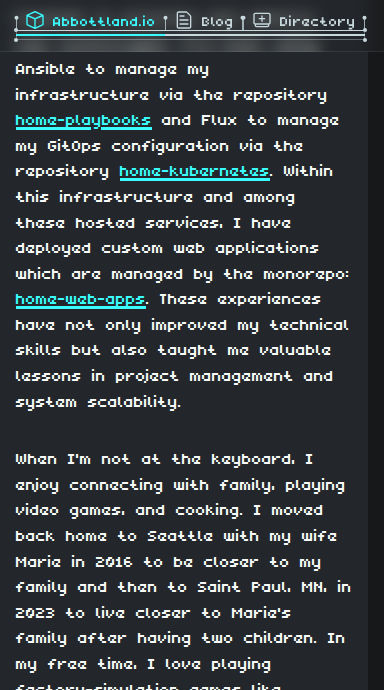 Abbottland.io Blog Directory
Ansible to manage my
infrastructure via the repository
home-playbooks and Flux to manage
my GitOps configuration via the
repository home-kubernetes. Within
this infrastructure and among
these hosted services, I have
deployed custom web applications
which are managed by the monorepo:
home-web-apps. These experiences
have not only improved my technical
skills but also taught me valuable
lessons in project management and
system scalability.
When I'm not at the keyboard, I
enjoy connecting with family, playing
video games, and cooking. I moved
back home to Seattle with my wife
Marie in 2016 to be closer to my
family and then to Saint Paul, MN, in
2023 to live closer to Marie's
family after having two children. In
my free time, I love playing
factory-simulation games like